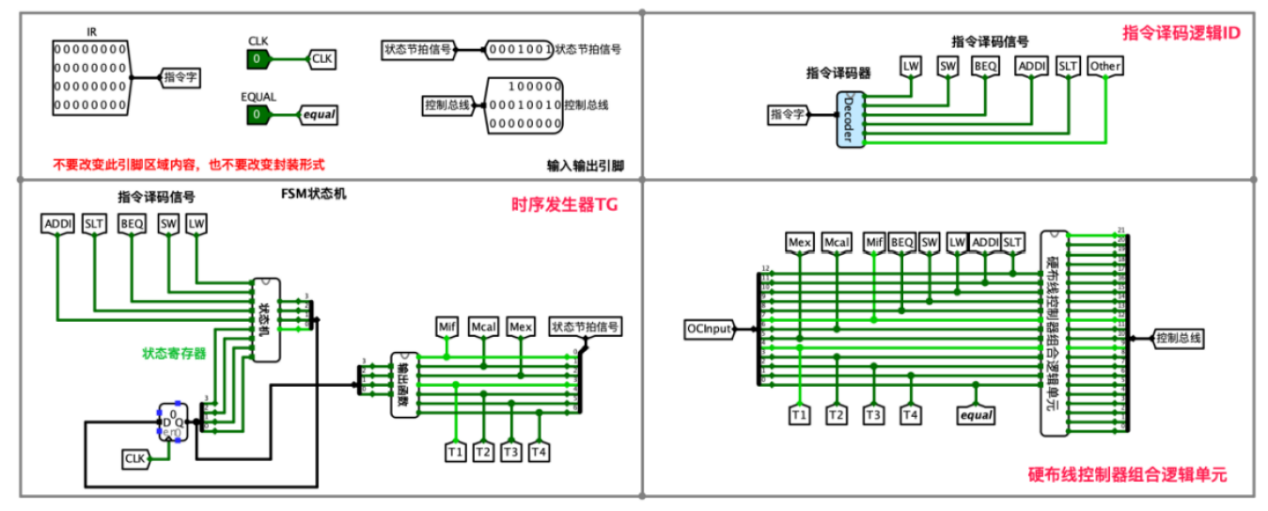 IR
00000000
00000000
00000000
00000000
指令字
CLK
0
CLK
EQUAL
0
equal
状态节拍信号
0001001
状态节拍信号
控制总线
100000
00010010
00000000
控制总线
不要改变此引脚区域内容，也不要改变封装形式
输入输出引脚
指令译码逻辑ID
指令译码信号
指令译码器
LW
SW
BEQ
ADDI
SLT
Other
指令字
Decoder
指令译码信号
FSM状态机
时序发生器TG
ADDI
SLT
BEQ
SW
LW
状态机
状态寄存器
0
D Q
en0
CLK
Mif
Mcal
Mex
状态节拍信号
输出函数
T1
T2
T3
T4
Mex
Mcal
Mif
BEQ
SW
LW
ADDI
SLT
OCInput
硬布线控制器组合逻辑单元
控制总线
T1
T2
T3
T4
equal
硬布线控制器组合逻辑单元